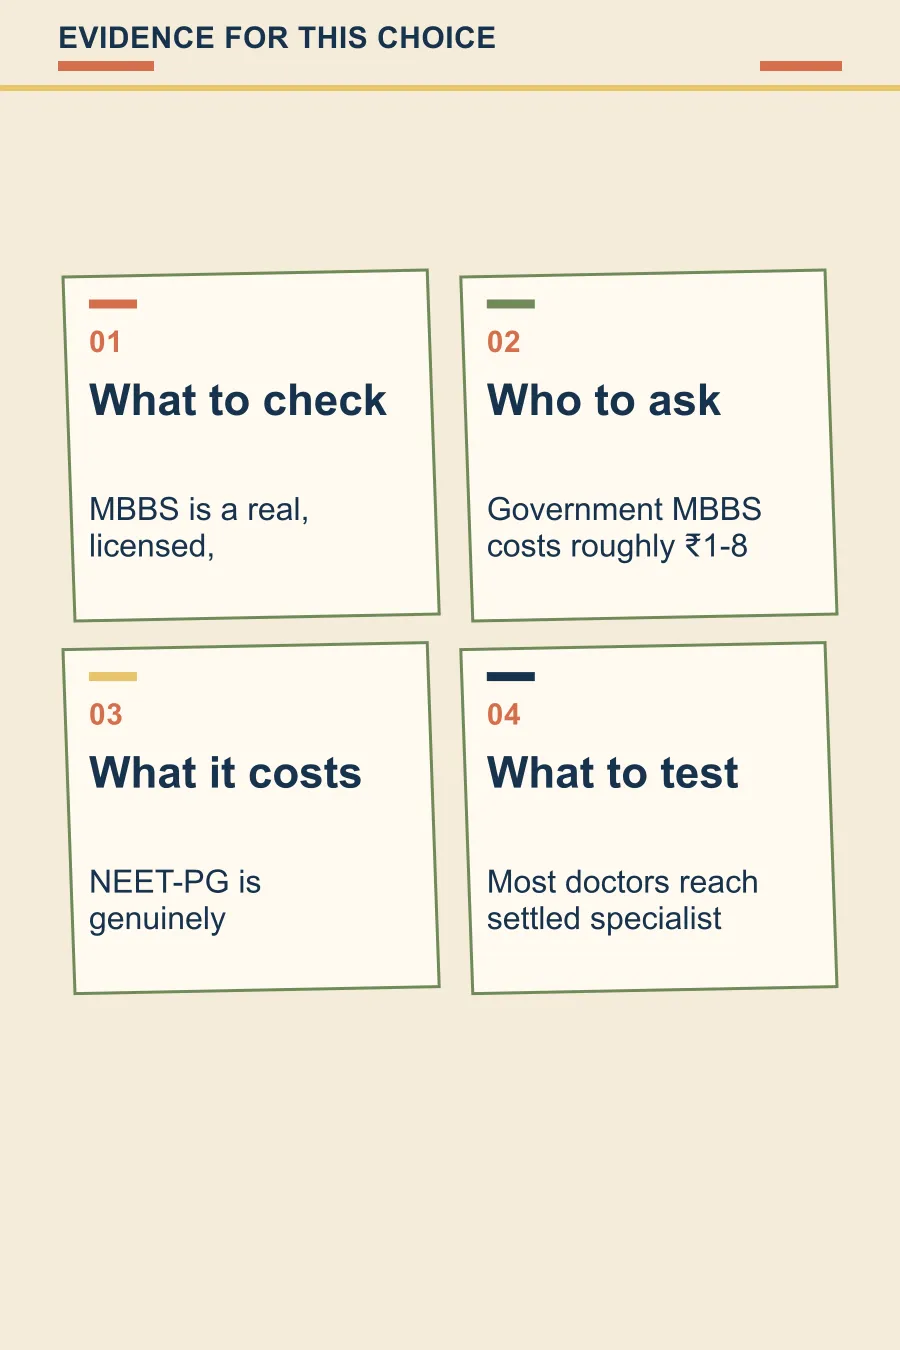 EVIDENCE FOR THIS CHOICE
01
What to check
MBBS is a real,
licensed,
02
Who to ask
Government MBBS
costs roughly ₹1-8
03
What it costs
NEET-PG is
genuinely
04
What to test
Most doctors reach
settled specialist